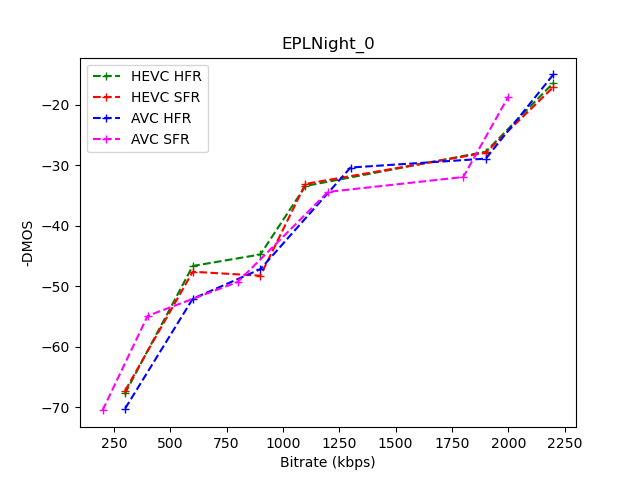 EPLNight_0
HEVC HFR
HEVC SFR
AVC HFR
AVC SFR
-DMOS
−20
−30
−40
−50
−60
−70
250 500 750 1000 1250 1500 1750 2000 2250
Bitrate (kbps)